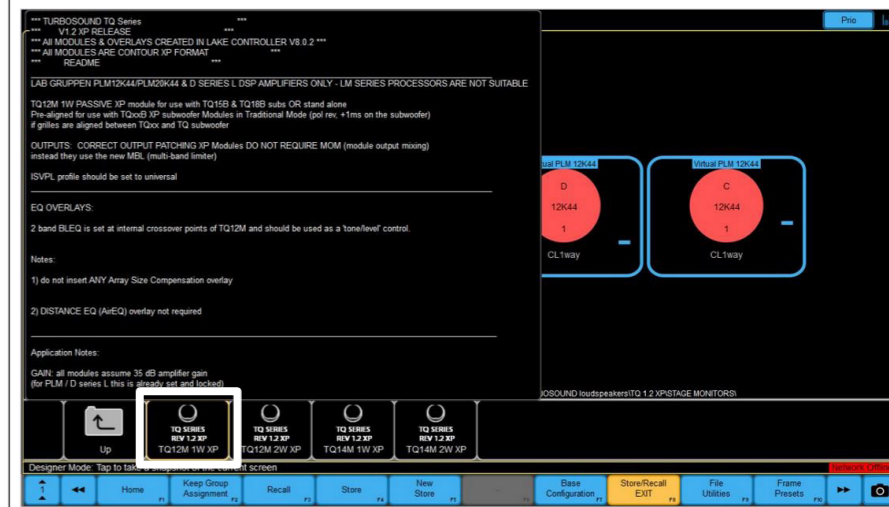 *** TURBOSOUND TQ Series ***
*** V1.2 XP RELEASE ***
*** All MODULES & OVERLAYS CREATED IN LAKE CONTROLLER V8.0.2 ***
*** All MODULES ARE CONTOUR XP FORMAT ***
*** README ***
LAB GRUPPEN PLM12K44/PLM20K44 & D SERIES L DSP AMPLIFIERS ONLY - LM SERIES PROCESSORS ARE NOT SUITABLE
TQ12M 1W PASSIVE XP module for use with TQ15B & TQ18B subs OR stand alone
Pre-aligned for use with TQxxB XP subwoofer Modules in Traditional Mode (pol rev, +1ms on the subwoofer)
if grilles are aligned between TQxx and TQ subwoofer
OUTPUTS: CORRECT OUTPUT PATCHING XP Modules DO NOT REQUIRE MOM (module output mixing)
instead they use the new MBL (multi-band limiter)
ISVPL profile should be set to universal
EQ OVERLAYS:
2 band BLEQ is set at internal crossover points of TQ12M and should be used as a 'tone/level' control.
Notes:
1) do not insert ANY Array Size Compensation overlay
2) DISTANCE EQ (AirEQ) overlay not required
Application Notes:
GAIN: all modules assume 35 dB amplifier gain
(for PLM / D series L this is already set and locked)
Prio
tual PLM 12K44
D
12K44
1
CL1way
Virtual PLM 12K44
C
12K44
1
CL1way
OSOUND loudspeakers\TQ 1.2 XP\STAGE MONITORS\
Up
TQ SERIES
REV 1.2 XP
TQ12M 1W XP
TQ SERIES
REV 1.2 XP
TQ12M 2W XP
TQ SERIES
REV 1.2 XP
TQ14M 1W XP
TQ SERIES
REV 1.2 XP
TQ14M 2W XP
Designer Mode: Tap to take a snapshot of the current screen
Network Offline
1
Home F1
Keep Group Assignment F2
Recall F3
Store F4
New Store F5
Base Configuration F7
Store/Recall EXIT F8
File Utilities F9
Frame Presets F10